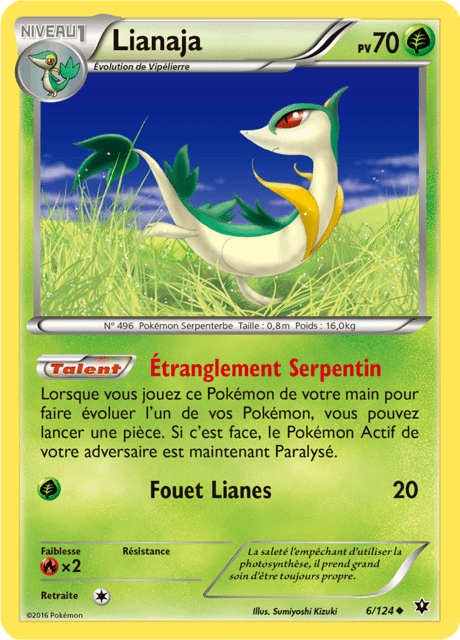 NIVEAU 1
Lianaja
PV 70
Évolution de Vipélierre
N° 496 Pokémon Serpenterbe Taille : 0,8m Poids : 16,0kg
Talent Étranglement Serpentin
Lorsque vous jouez ce Pokémon de votre main pour
faire évoluer l'un de vos Pokémon, vous pouvez
lancer une pièce. Si c'est face, le Pokémon Actif de
votre adversaire est maintenant Paralysé.
Fouet Lianes 20
Faiblesse Résistance
×2
Retraite
La saleté l'empêchant d'utiliser la
photosynthèse, il prend grand
soin d'être toujours propre.
©2016 Pokémon
Illus. Sumiyoshi Kizuki
6/124